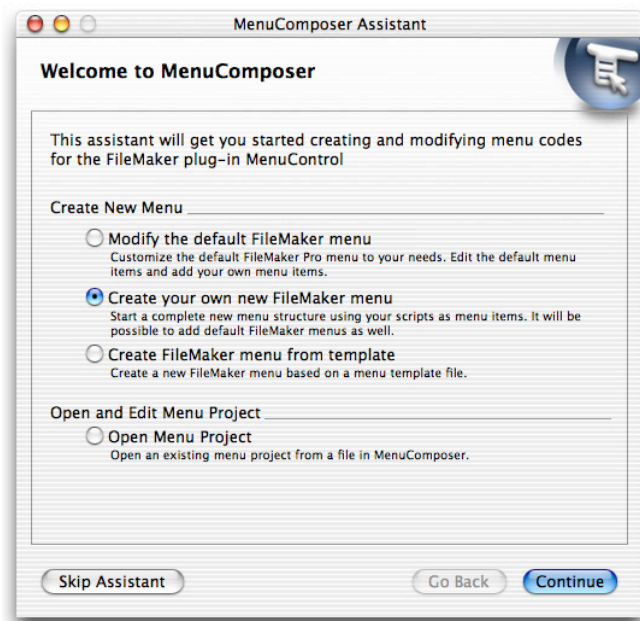 MenuComposer Assistant
Welcome to MenuComposer
This assistant will get you started creating and modifying menu codes
for the FileMaker plug-in MenuControl
Create New Menu
Modify the default FileMaker menu
Customize the default FileMaker Pro menu to your needs. Edit the default menu
items and add your own menu items.
Create your own new FileMaker menu
Start a complete new menu structure using your scripts as menu items. It will be
possible to add default FileMaker menus as well.
Create FileMaker menu from template
Create a new FileMaker menu based on a menu template file.
Open and Edit Menu Project
Open Menu Project
Open an existing menu project from a file in MenuComposer.
Skip Assistant Go Back Continue